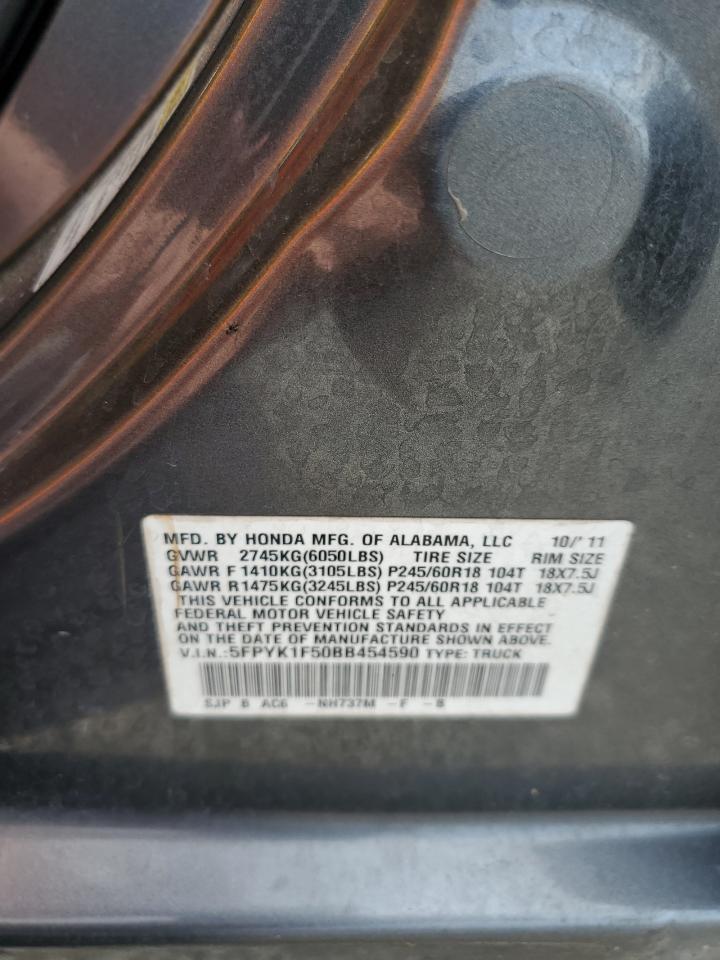 MFD. BY HONDA MFG. OF ALABAMA, LLC 10/' 11
GVWR 2745KG(6050LBS) TIRE SIZE RIM SIZE
GAWR F 1410KG(3105LBS) P245/60R18 104T 18X7.5J
GAWR R1475KG(3245LBS) P245/60R18 104T 18X7.5J
THIS VEHICLE CONFORMS TO ALL APPLICABLE
FEDERAL MOTOR VEHICLE SAFETY
AND THEFT PREVENTION STANDARDS IN EFFECT
ON THE DATE OF MANUFACTURE SHOWN ABOVE.
V.I.N.:5FPYK1F50BB454590 TYPE: TRUCK
SJP B AC6 -NH737M -F -B